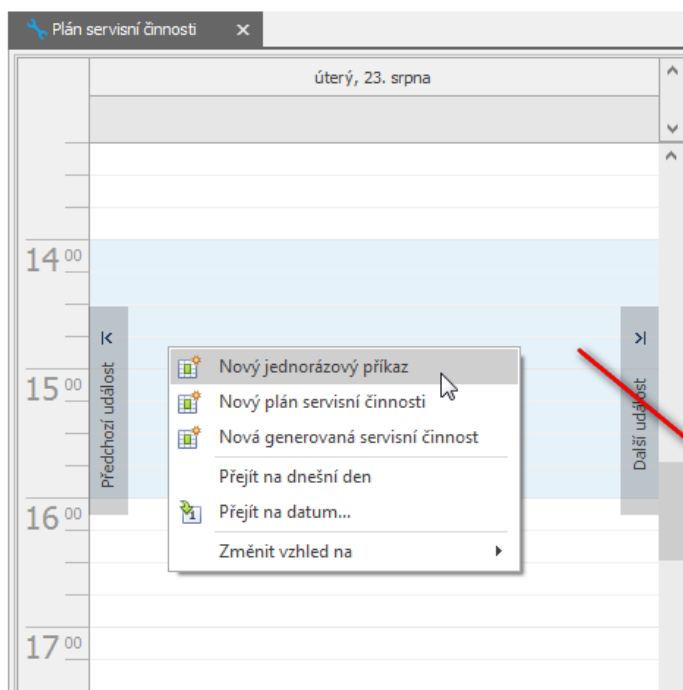 Plán servisní činnosti
úterý, 23. srpna
14 00
Předchozí událost
Další událost
Nový jednorázový příkaz
15 00
Nový plán servisní činnosti
Nová generovaná servisní činnost
Přejít na dnešní den
16 00
Přejít na datum...
Změnit vzhled na
17 00